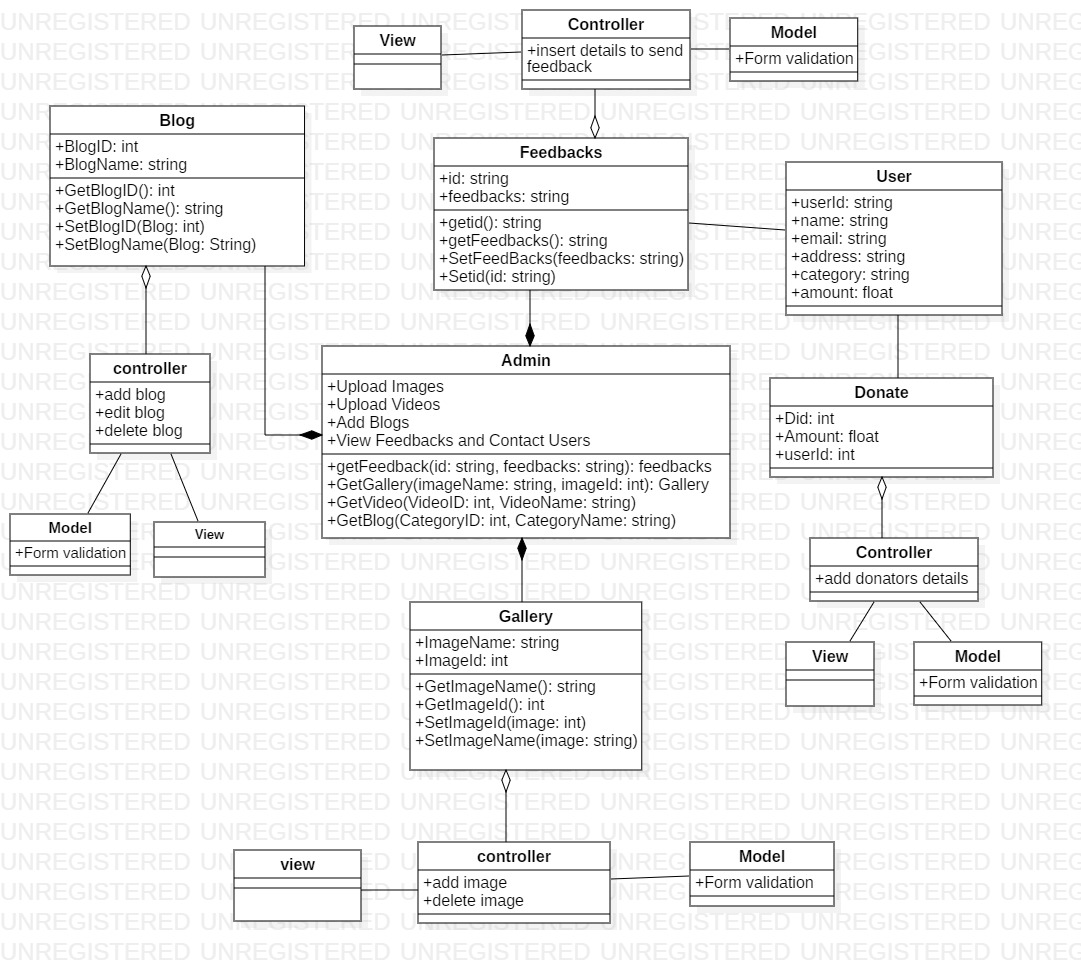 View
Controller
+insert details to send
feedback
Model
+Form validation
Blog
+BlogID: int
+BlogName: string
+GetBlogID(): int
+GetBlogName(): string
+SetBlogID(Blog: int)
+SetBlogName(Blog: String)
Feedbacks
+id: string
+feedbacks: string
+getid(): string
+getFeedbacks(): string
+SetFeedBacks(feedbacks: string)
+Setid(id: string)
User
+userId: string
+name: string
+email: string
+address: string
+category: string
+amount: float
controller
+add blog
+edit blog
+delete blog
Admin
+Upload Images
+Upload Videos
+Add Blogs
+View Feedbacks and Contact Users
+getFeedback(id: string, feedbacks: string): feedbacks
+GetGallery(imageName: string, imageId: int): Gallery
+GetVideo(VideoID: int, VideoName: string)
+GetBlog(CategoryID: int, CategoryName: string)
Donate
+Did: int
+Amount: float
+userId: int
Model
+Form validation
View
Controller
+add donators details
View
Model
+Form validation
Gallery
+ImageName: string
+ImageId: int
+GetImageName(): string
+GetImageId(): int
+SetImageId(image: int)
+SetImageName(image: string)
view
controller
+add image
+delete image
Model
+Form validation
UNREGISTERED